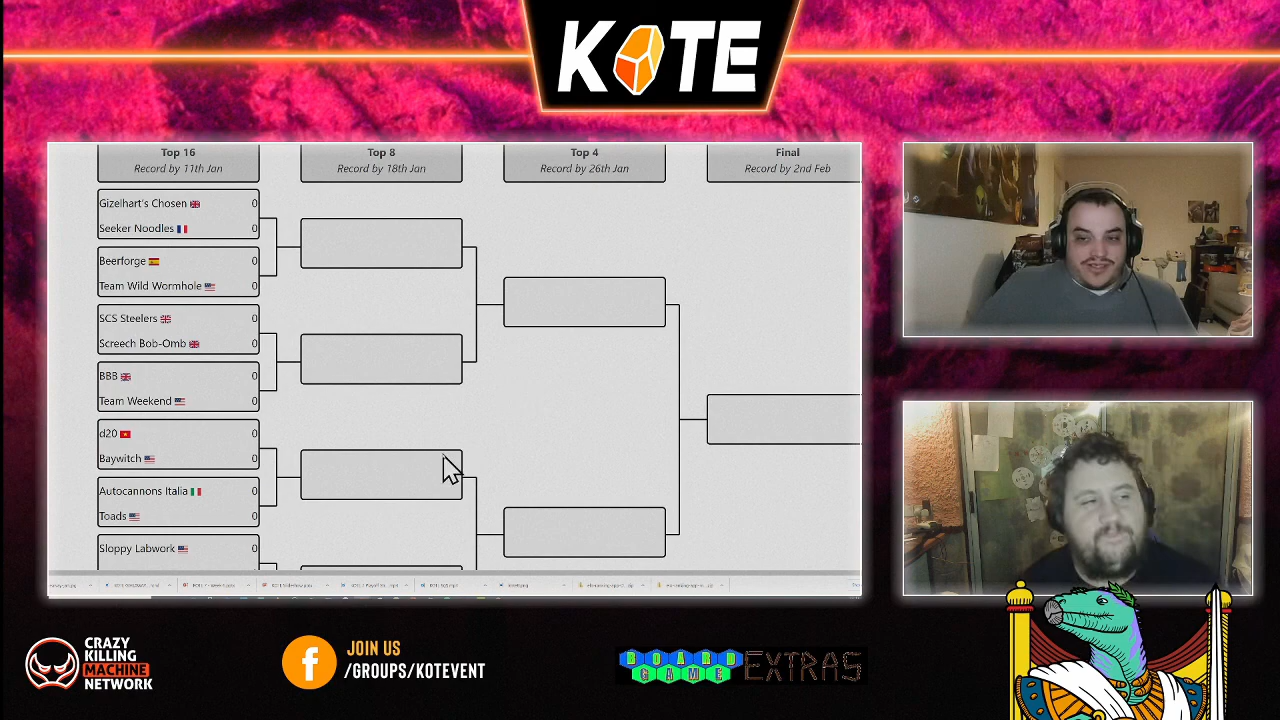 KOTE
Top 16
Record by 11th Jan
Top 8
Record by 18th Jan
Top 4
Record by 26th Jan
Final
Record by 2nd Feb
Gizelhart's Chosen 0
Seeker Noodles 0
Beerforge 0
Team Wild Wormhole 0
SCS Steelers 0
Screech Bob-Omb 0
BBB 0
Team Weekend 0
d20 0
Baywitch 0
Autocannons Italia 0
Toads 0
Sloppy Labwork 0
CRAZY
KILLING
MACHINE
NETWORK
JOIN US
/GROUPS/KOTEVENT
BOARD
GAME
EXTRAS